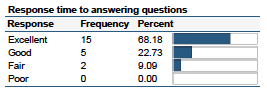 Response time to answering questions
Response Frequency Percent
Excellent 15 68.18
Good 5 22.73
Fair 2 9.09
Poor 0 0.00